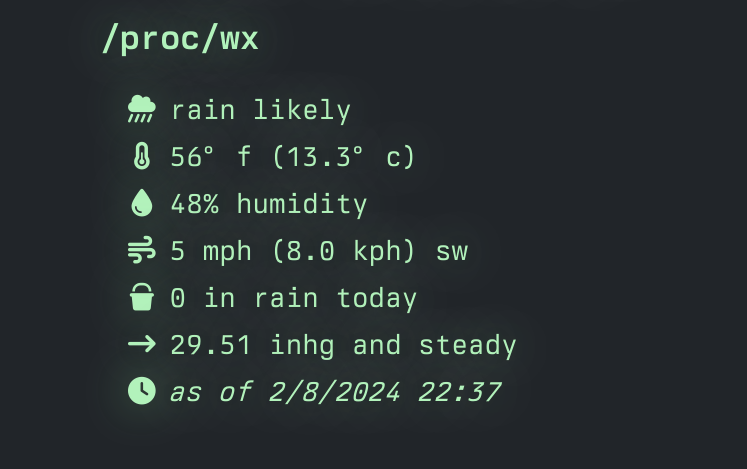 /proc/wx
rain likely
56° f (13.3° c)
48% humidity
5 mph (8.0 kph) sw
0 in rain today
29.51 inhg and steady
as of 2/8/2024 22:37